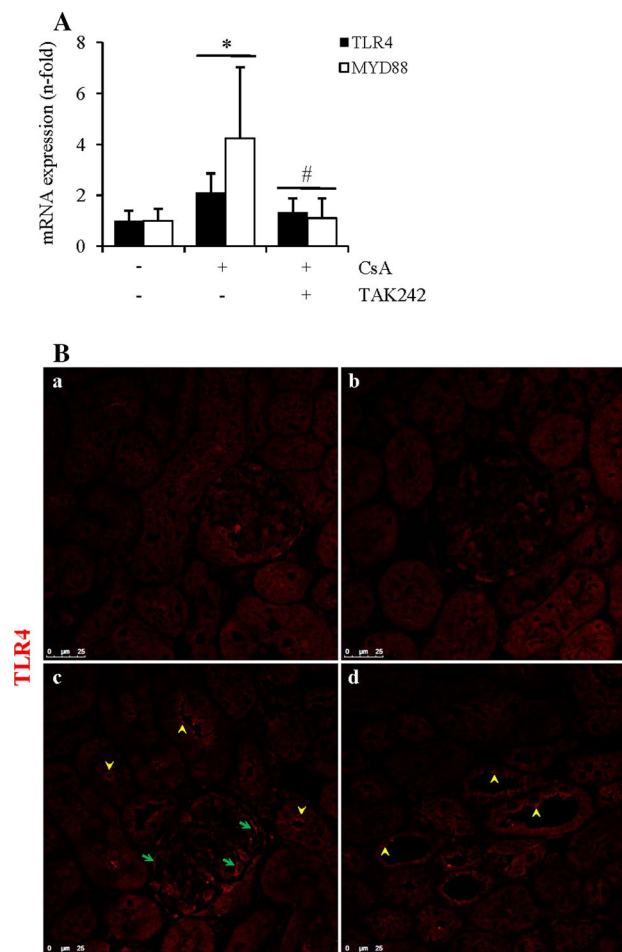 A
mRNA expression (n-fold)
8
6
4
2
0
*
#
TLR4
MYD88
- + + CsA
- - + TAK242
B
TLR4
a
0 µm 25
b
0 µm 25
c
0 µm 25
d
0 µm 25